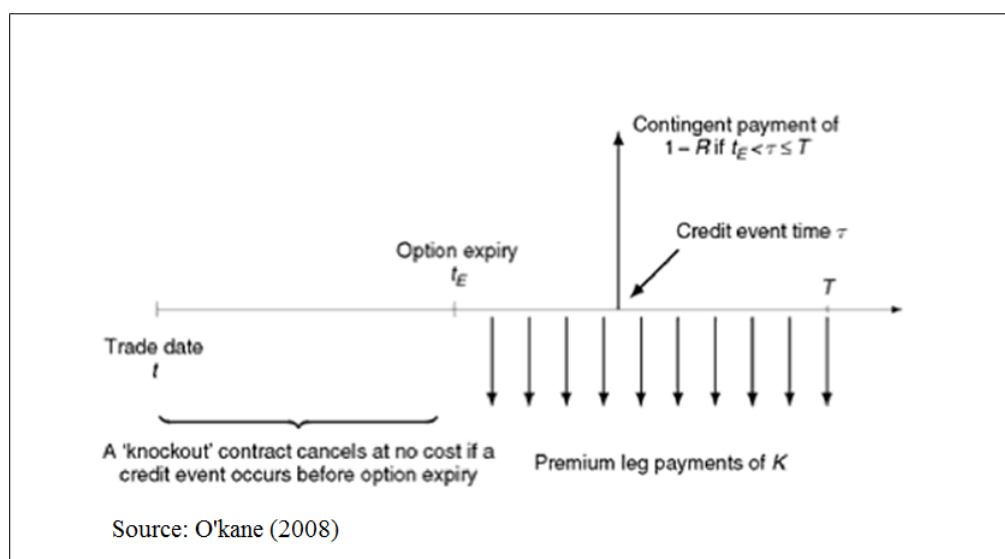 Contingent payment of
1 – R if t_E < τ ≤ T
Credit event time τ
Option expiry
t_E
T
Trade date
t
A 'knockout' contract cancels at no cost if a
credit event occurs before option expiry
Premium leg payments of K
Source: O'kane (2008)